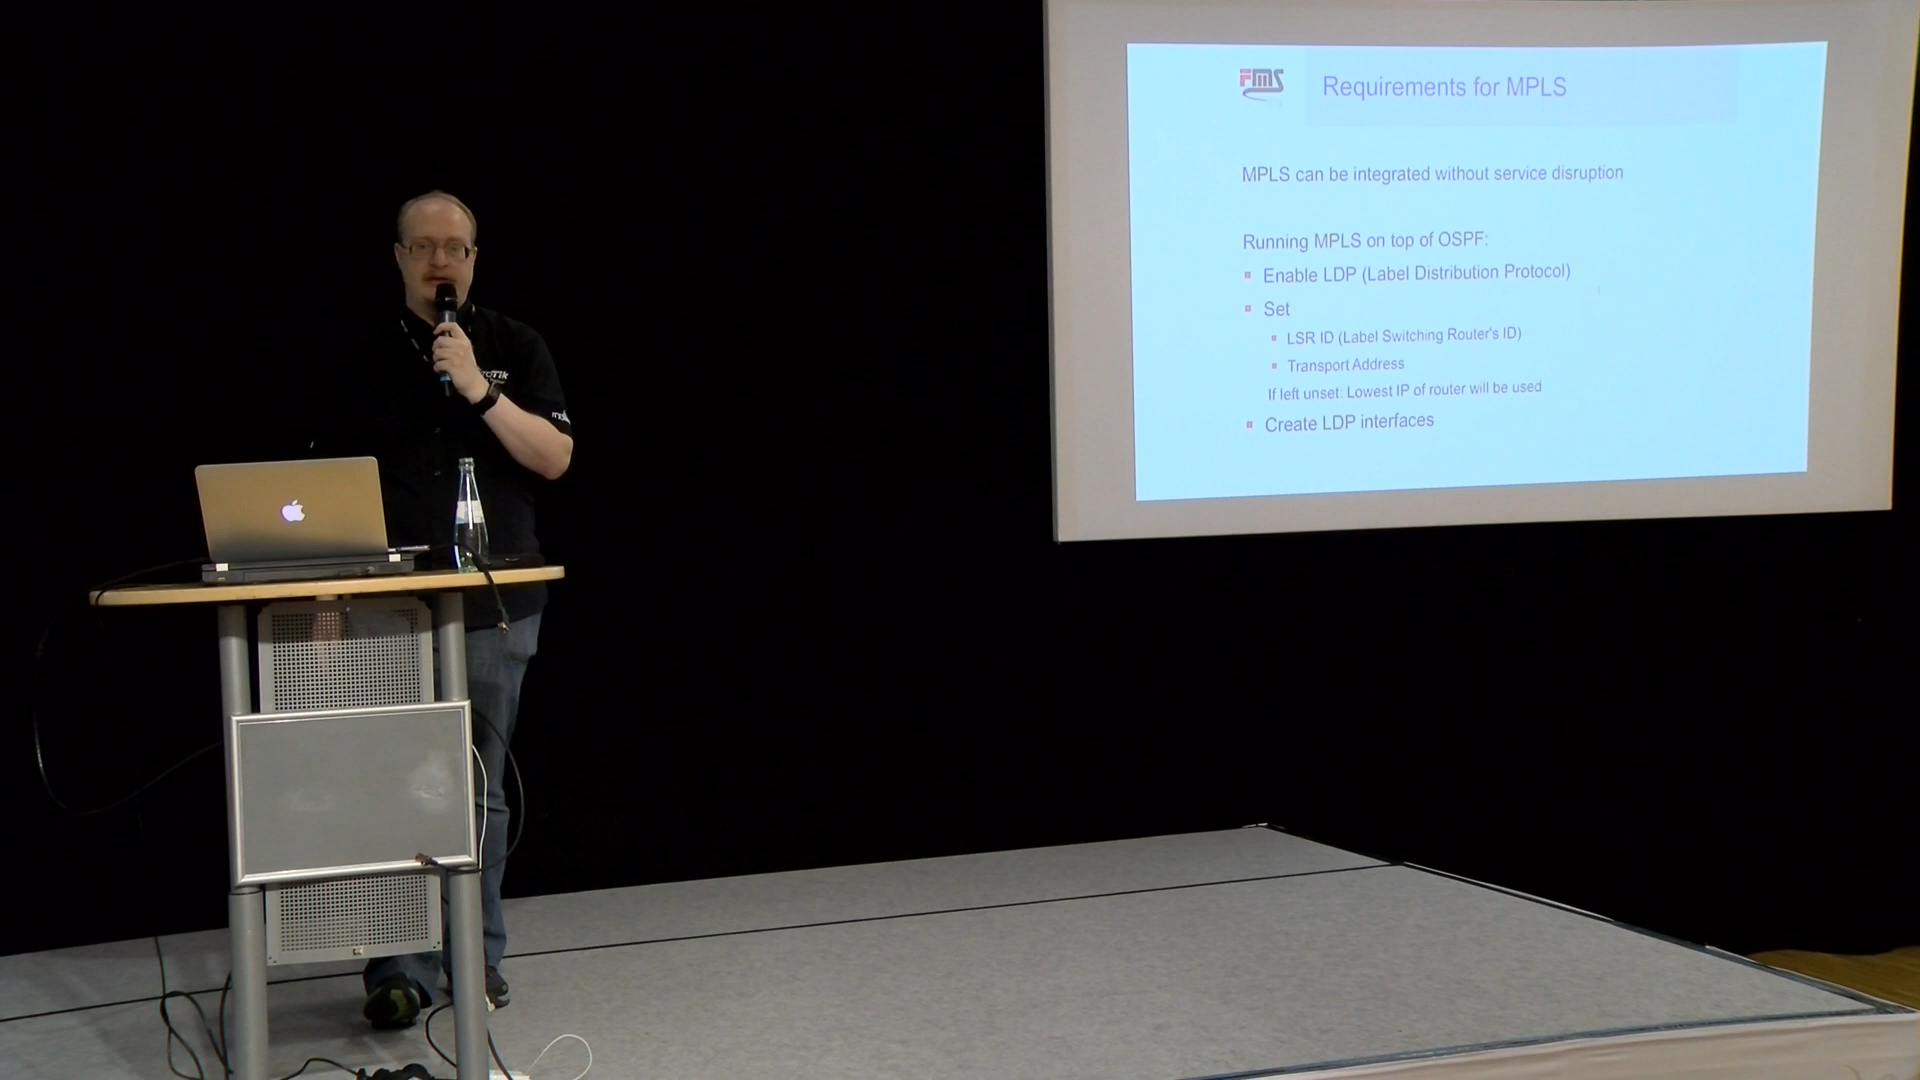 FMS
Requirements for MPLS
MPLS can be integrated without service disruption
Running MPLS on top of OSPF:
Enable LDP (Label Distribution Protocol)
Set
LSR ID (Label Switching Router's ID)
Transport Address
If left unset: Lowest IP of router will be used
Create LDP interfaces